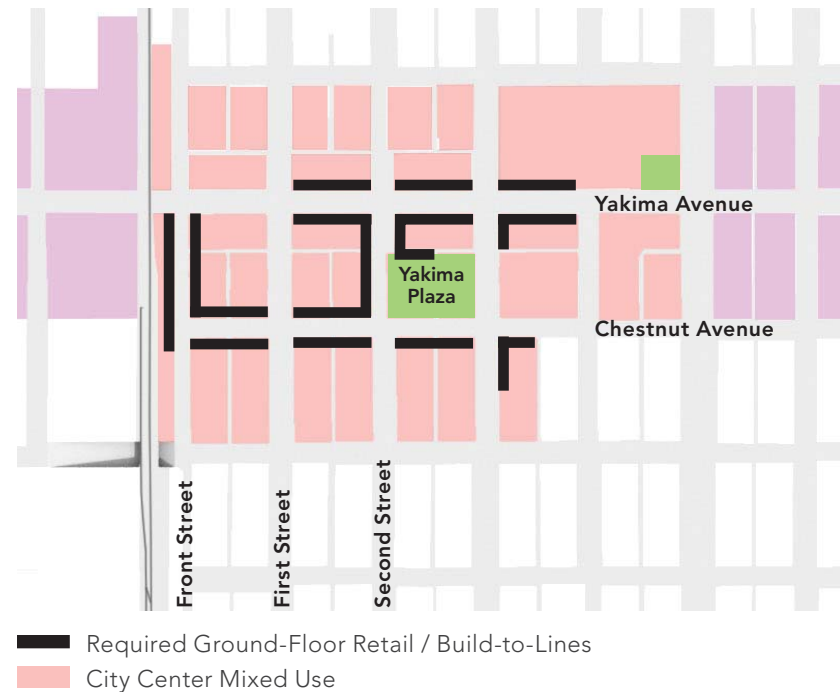 Yakima Avenue
Yakima
Plaza
Chestnut Avenue
Front Street
First Street
Second Street
Required Ground-Floor Retail / Build-to-Lines
City Center Mixed Use